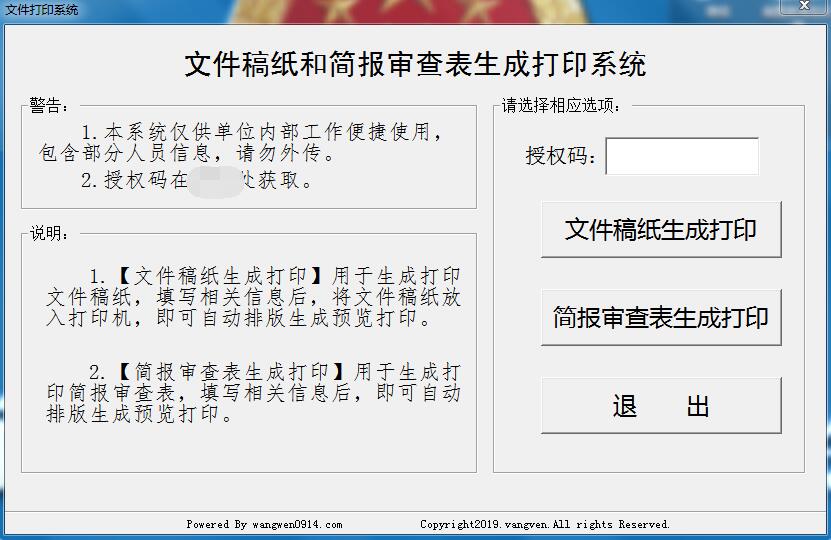 文件打印系统
文件稿纸和简报审查表生成打印系统
警告：
1.本系统仅供单位内部工作便捷使用，
包含部分人员信息，请勿外传。
2.授权码在处获取。
说明：
1.【文件稿纸生成打印】用于生成打印
文件稿纸，填写相关信息后，将文件稿纸放
入打印机，即可自动排版生成预览打印。
2.【简报审查表生成打印】用于生成打
印简报审查表，填写相关信息后，即可自动
排版生成预览打印。
请选择相应选项：
授权码：
文件稿纸生成打印
简报审查表生成打印
退 出
Powered By wangwen0914.com
Copyright2019.vangven.All rights Reserved.